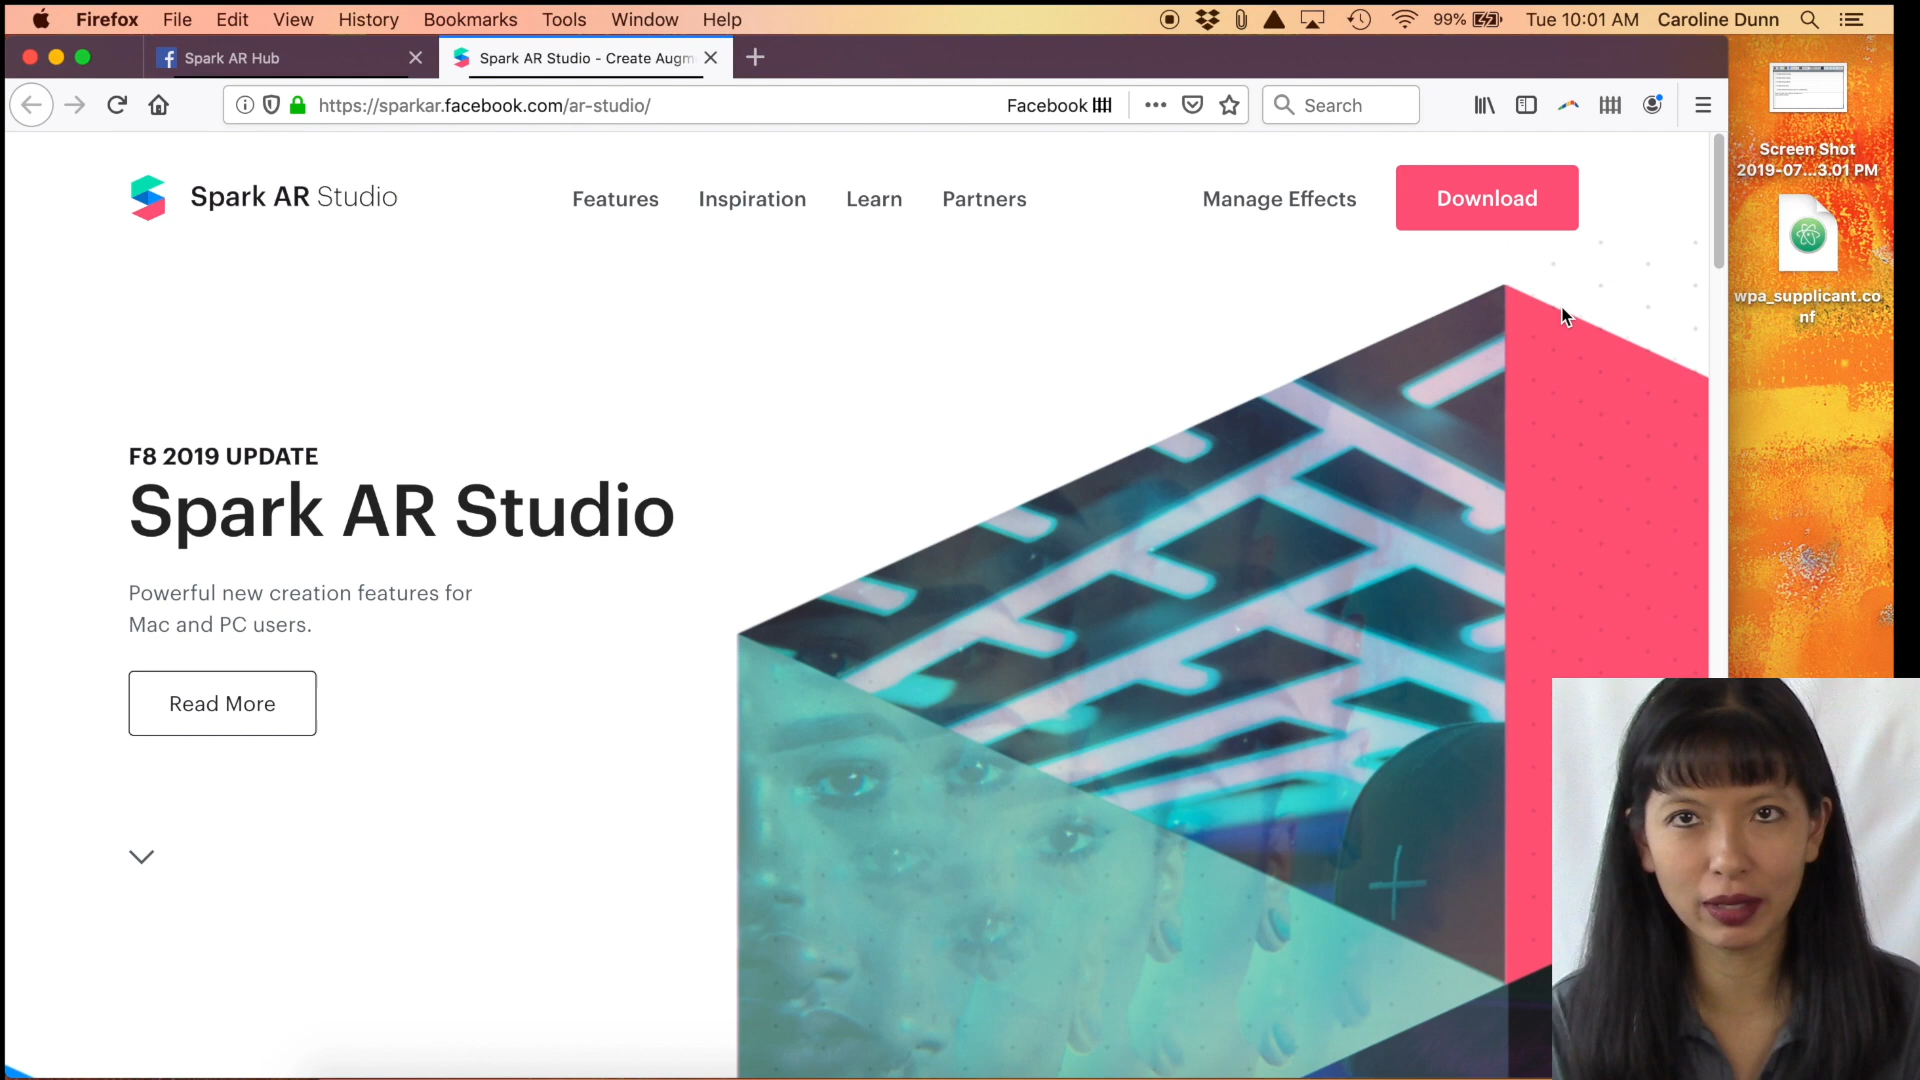 Firefox File Edit View History Bookmarks Tools Window Help 99% Tue 10:01 AM Caroline Dunn
Spark AR Hub
Spark AR Studio - Create Augm
https://sparkar.facebook.com/ar-studio/ Facebook Search
Screen Shot
2019-07...3.01 PM
wpa_supplicant.co
nf
Spark AR Studio Features Inspiration Learn Partners Manage Effects Download
F8 2019 UPDATE
Spark AR Studio
Powerful new creation features for
Mac and PC users.
Read More